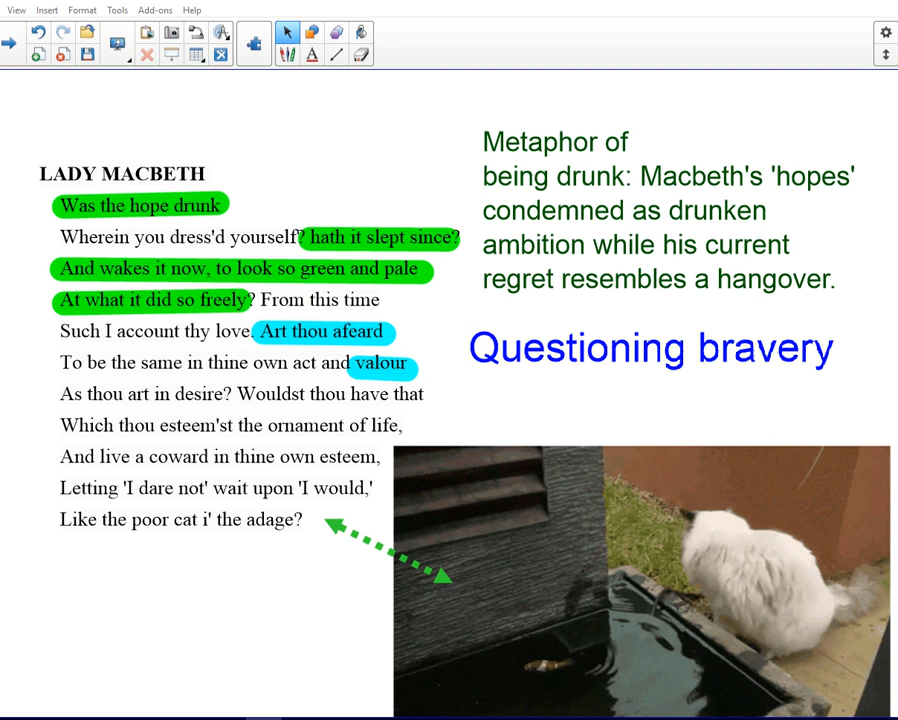 View Insert Format Tools Add-ons Help
LADY MACBETH
Was the hope drunk
Wherein you dress'd yourself? hath it slept since?
And wakes it now, to look so green and pale
At what it did so freely? From this time
Such I account thy love. Art thou afeard
To be the same in thine own act and valour
As thou art in desire? Wouldst thou have that
Which thou esteem'st the ornament of life,
And live a coward in thine own esteem,
Letting 'I dare not' wait upon 'I would,'
Like the poor cat i' the adage?
Metaphor of
being drunk: Macbeth's 'hopes'
condemned as drunken
ambition while his current
regret resembles a hangover.
Questioning bravery